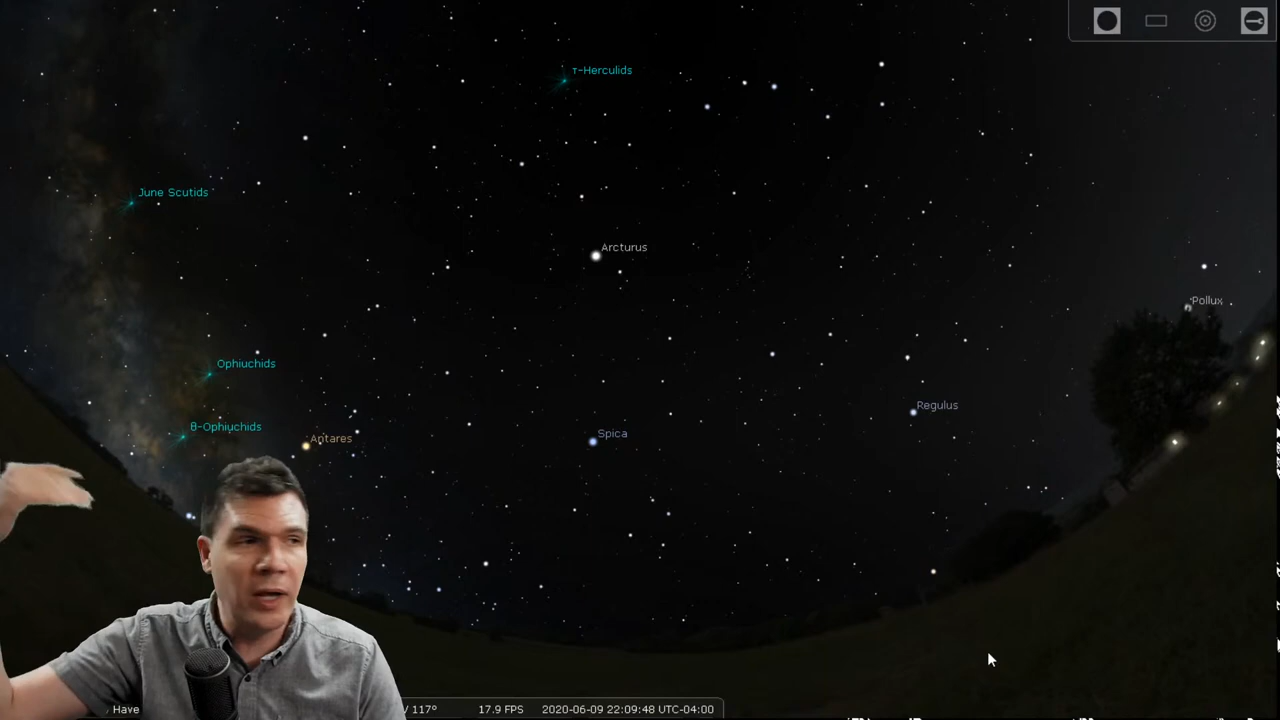 τ-Herculids
June Scutids
Arcturus
Pollux
Ophiuchids
Regulus
θ-Ophiuchids
Spica
Antares
, Have
/ 117°
17.9 FPS
2020-06-09 22:09:48 UTC-04:00